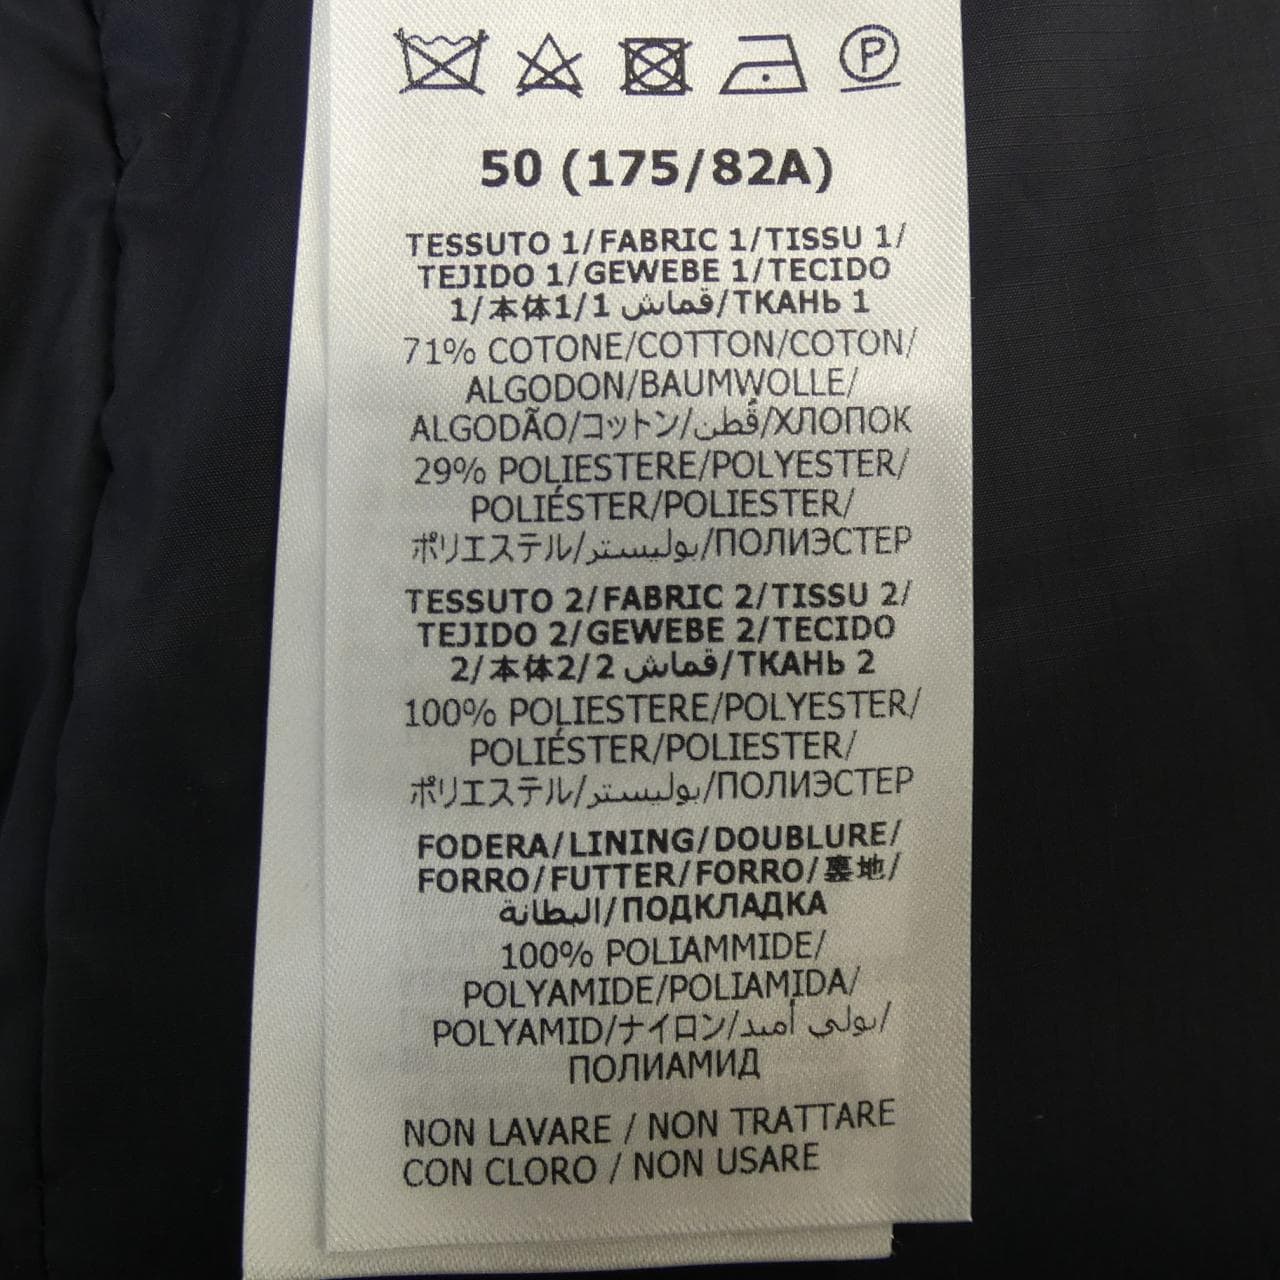 50 (175/82A)
TESSUTO 1/FABRIC 1/TISSU 1/
TEJIDO 1/GEWEBE 1/TECIDO
1/本体1/1 قماش/ТКАНЬ 1
71% COTONE/COTTON/COTON/
ALGODON/BAUMWOLLE/
ALGODÃO/コットン/قُطن/ХЛОПОК
29% POLIESTERE/POLYESTER/
POLIÉSTER/POLIESTER/
ポリエステル/بوليستر/ПОЛИЭСТЕР
TESSUTO 2/FABRIC 2/TISSU 2/
TEJIDO 2/GEWEBE 2/TECIDO
2/本体2/2 قماش/ТКАНЬ 2
100% POLIESTERE/POLYESTER/
POLIÉSTER/POLIESTER/
ポリエステル/بوليستر/ПОЛИЭСТЕР
FODERA/LINING/DOUBLURE/
FORRO/FUTTER/FORRO/裏地/
البطانة/ПОДКЛАДКА
100% POLIAMMIDE/
POLYAMIDE/POLIAMIDA/
POLYAMID/ナイロン/بولي أميد/
ПОЛИАМИД
NON LAVARE / NON TRATTARE
CON CLORO / NON USARE